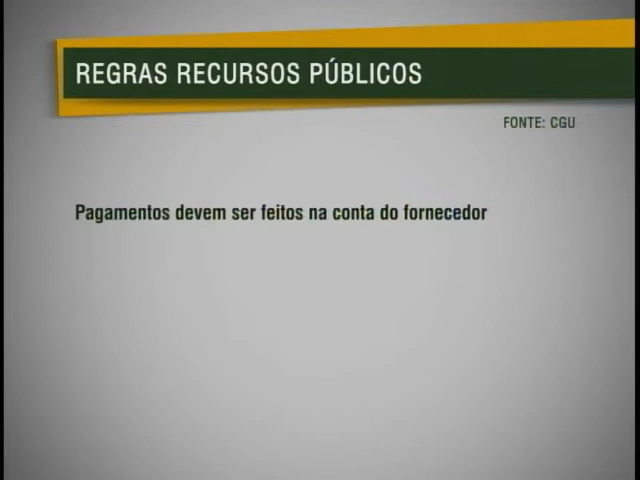 REGRAS RECURSOS PÚBLICOS
FONTE: CGU
Pagamentos devem ser feitos na conta do fornecedor